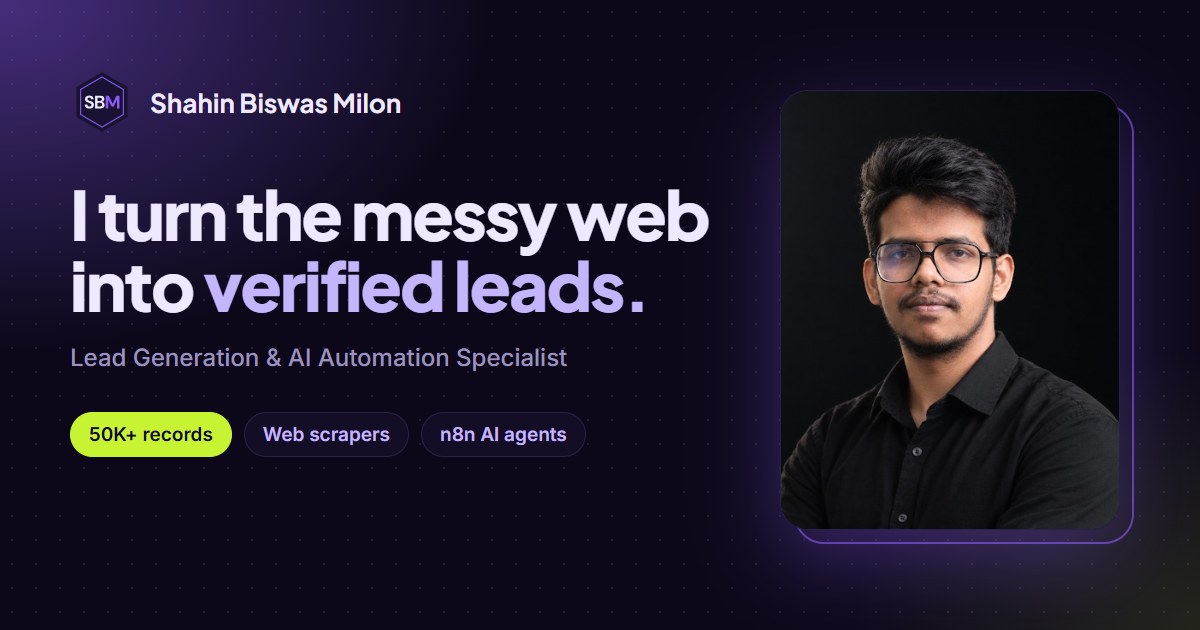 SBM
Shahin Biswas Milon
I turn the messy web
into verified leads.
Lead Generation & AI Automation Specialist
50K+ records
Web scrapers
n8n AI agents